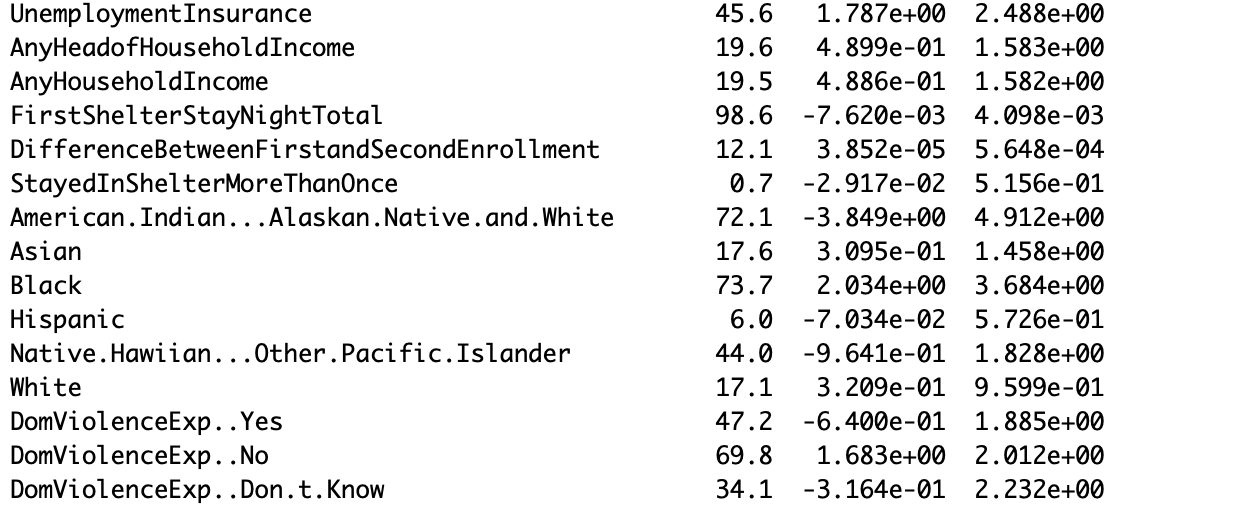 UnemploymentInsurance 45.6 1.787e+00 2.488e+00
AnyHeadofHouseholdIncome 19.6 4.899e-01 1.583e+00
AnyHouseholdIncome 19.5 4.886e-01 1.582e+00
FirstShelterStayNightTotal 98.6 -7.620e-03 4.098e-03
DifferenceBetweenFirstandSecondEnrollment 12.1 3.852e-05 5.648e-04
StayedInShelterMoreThanOnce 0.7 -2.917e-02 5.156e-01
American.Indian...Alaskan.Native.and.White 72.1 -3.849e+00 4.912e+00
Asian 17.6 3.095e-01 1.458e+00
Black 73.7 2.034e+00 3.684e+00
Hispanic 6.0 -7.034e-02 5.726e-01
Native.Hawiian...Other.Pacific.Islander 44.0 -9.641e-01 1.828e+00
White 17.1 3.209e-01 9.599e-01
DomViolenceExp..Yes 47.2 -6.400e-01 1.885e+00
DomViolenceExp..No 69.8 1.683e+00 2.012e+00
DomViolenceExp..Don.t.Know 34.1 -3.164e-01 2.232e+00